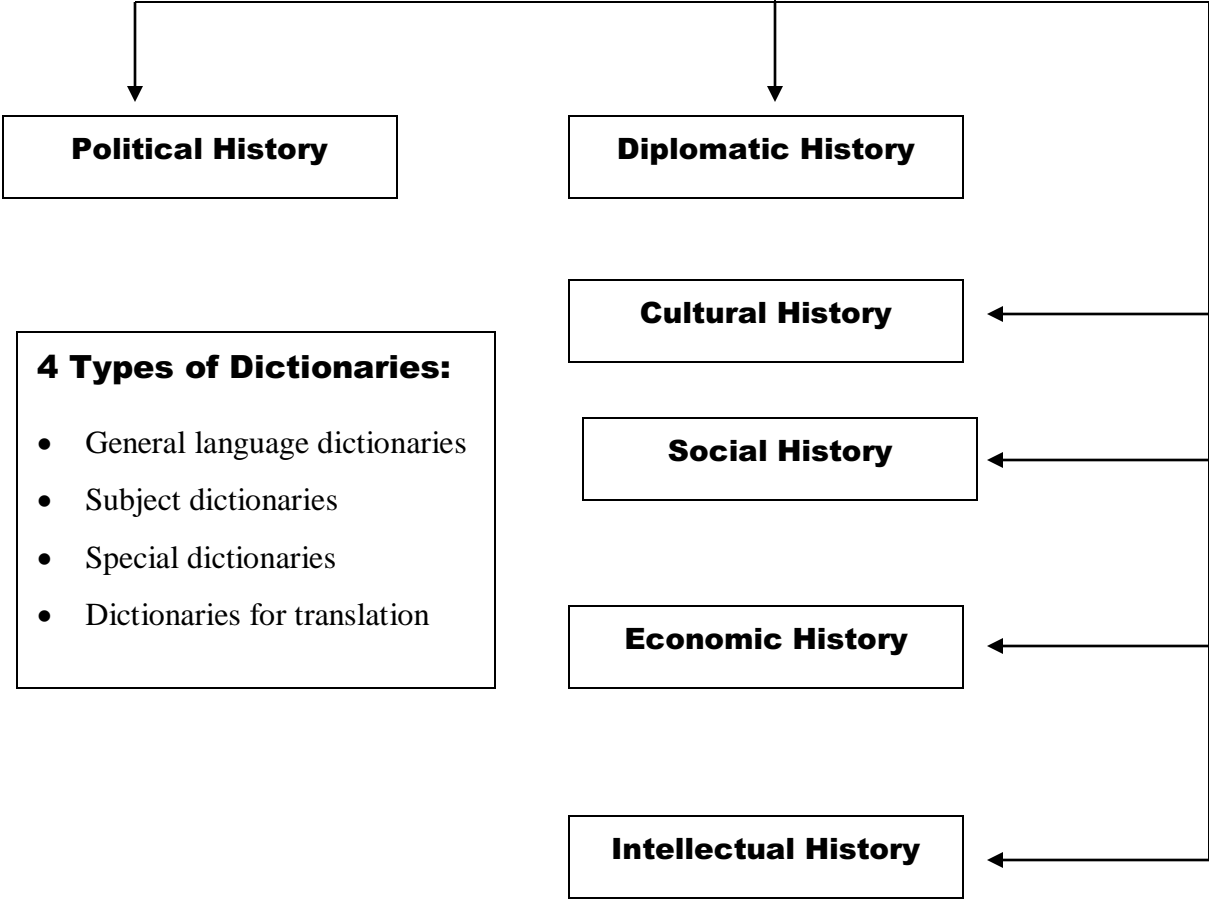 Political History
Diplomatic History
Cultural History
4 Types of Dictionaries:
• General language dictionaries
• Subject dictionaries
• Special dictionaries
• Dictionaries for translation
Social History
Economic History
Intellectual History